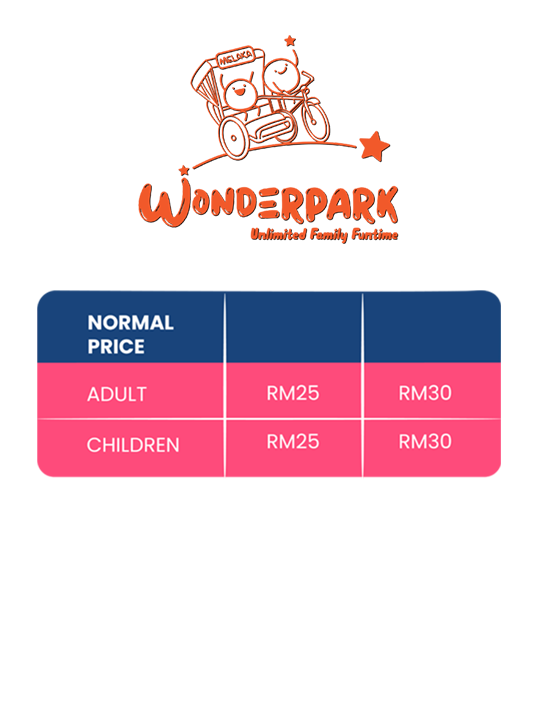 MELAKA
WONDERPARK
Unlimited Family Funtime
NORMAL
PRICE
ADULT RM25 RM30
CHILDREN RM25 RM30